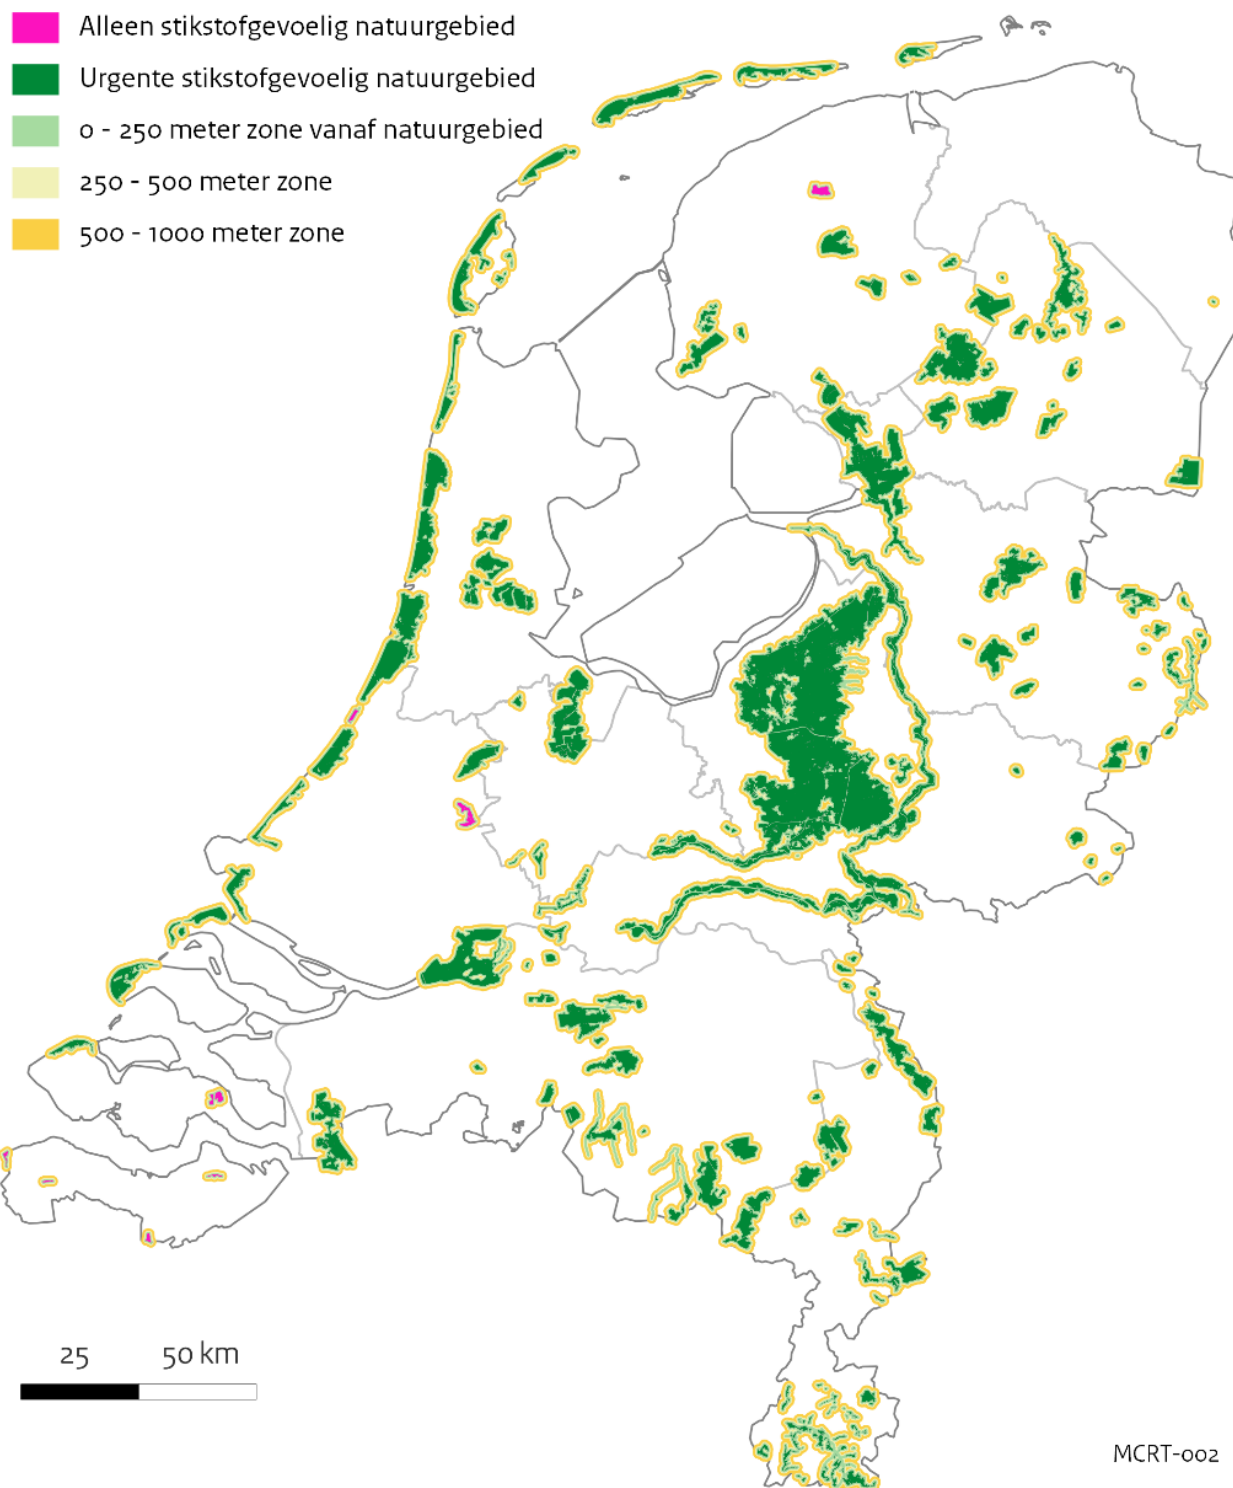 Alleen stikstofgevoelig natuurgebied
Urgente stikstofgevoelig natuurgebied
0 - 250 meter zone vanaf natuurgebied
250 - 500 meter zone
500 - 1000 meter zone
25 50 km
MCRT-002